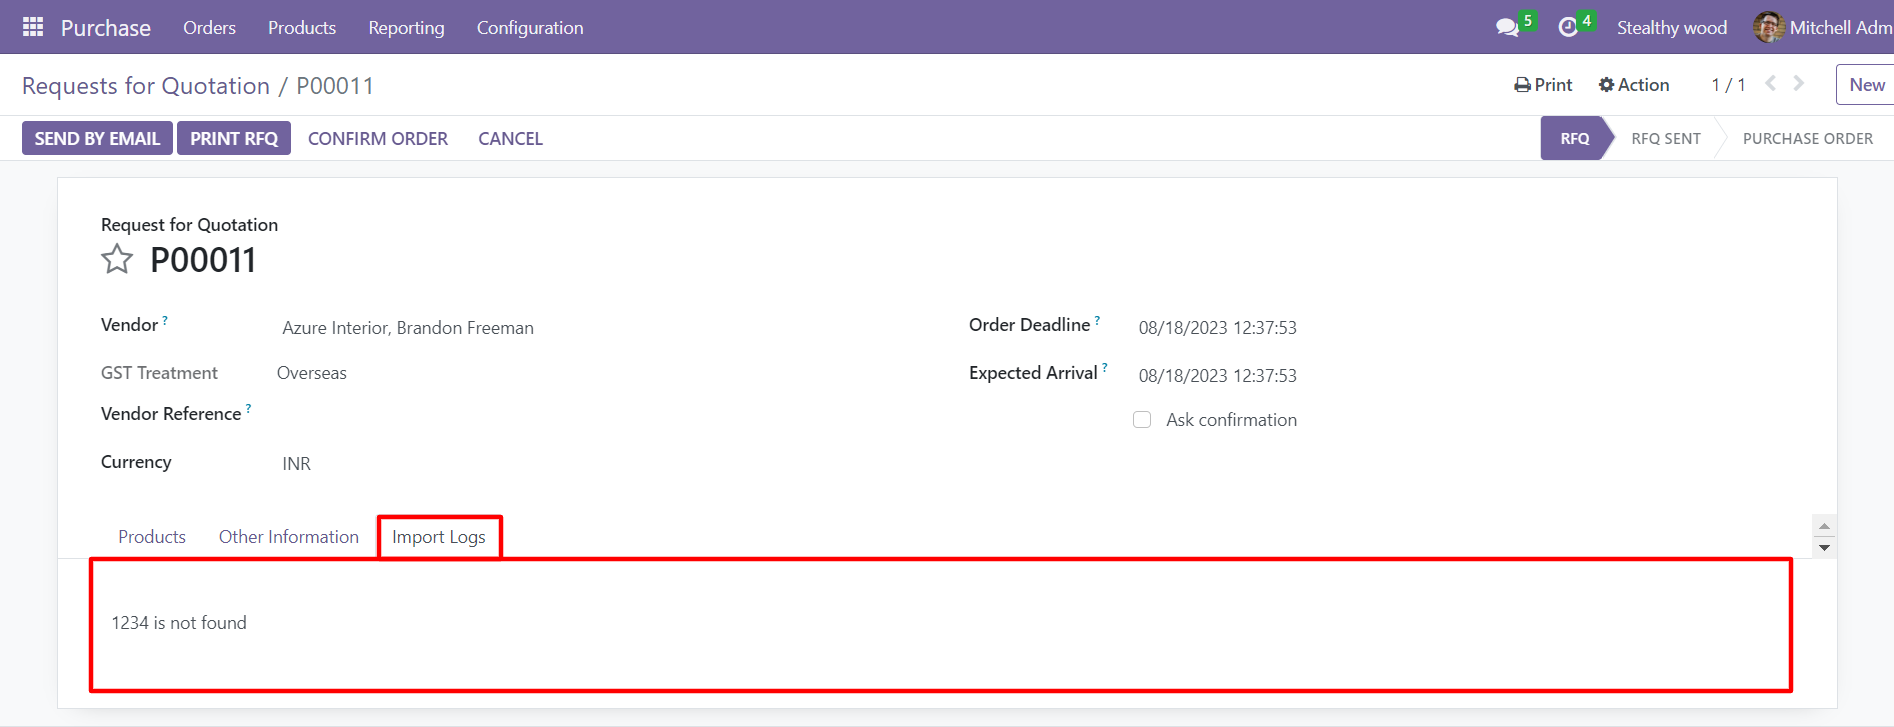 Purchase Orders Products Reporting Configuration 5 4 Stealthy wood Mitchell Adm
Requests for Quotation / P00011 Print Action 1 / 1 New
SEND BY EMAIL PRINT RFQ CONFIRM ORDER CANCEL RFQ RFQ SENT PURCHASE ORDER
Request for Quotation
P00011
Vendor ? Azure Interior, Brandon Freeman Order Deadline ? 08/18/2023 12:37:53
GST Treatment Overseas Expected Arrival ? 08/18/2023 12:37:53
Vendor Reference ? Ask confirmation
Currency INR
Products Other Information Import Logs
1234 is not found